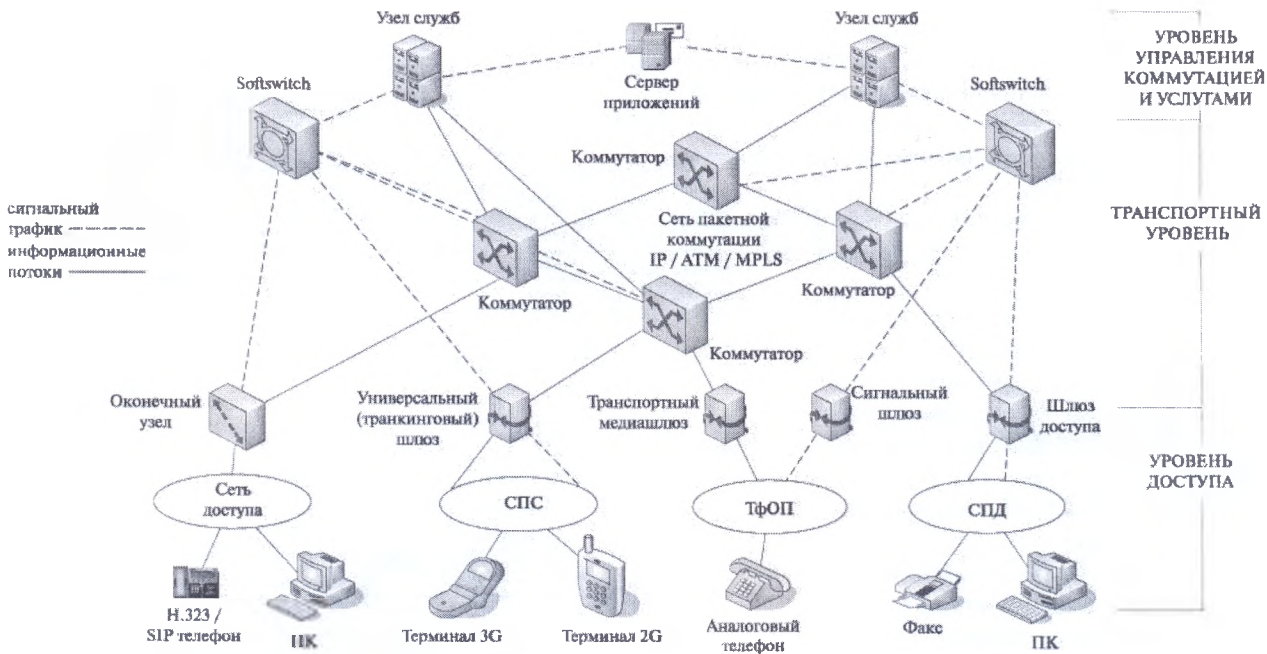 Узел служб
Узел служб
УРОВЕНЬ
УПРАВЛЕНИЯ
КОММУТАЦИЕЙ
И УСЛУГАМИ
Softswitch
Сервер
приложений
Softswitch
Коммутатор
сигнальный
трафик
информационные
потоки
Сеть пакетной
коммутации
IP / ATM / MPLS
ТРАНСПОРТНЫЙ
УРОВЕНЬ
Коммутатор
Коммутатор
Коммутатор
Оконечный
узел
Универсальный
(транкинговый)
шлюз
Транспортный
медиашлюз
Сигнальный
шлюз
Шлюз
доступа
УРОВЕНЬ
ДОСТУПА
Сеть
доступа
СПС
ТфОП
СПД
H.323 /
SIP телефон
ПК
Терминал 3G
Терминал 2G
Аналоговый
телефон
Факс
ПК